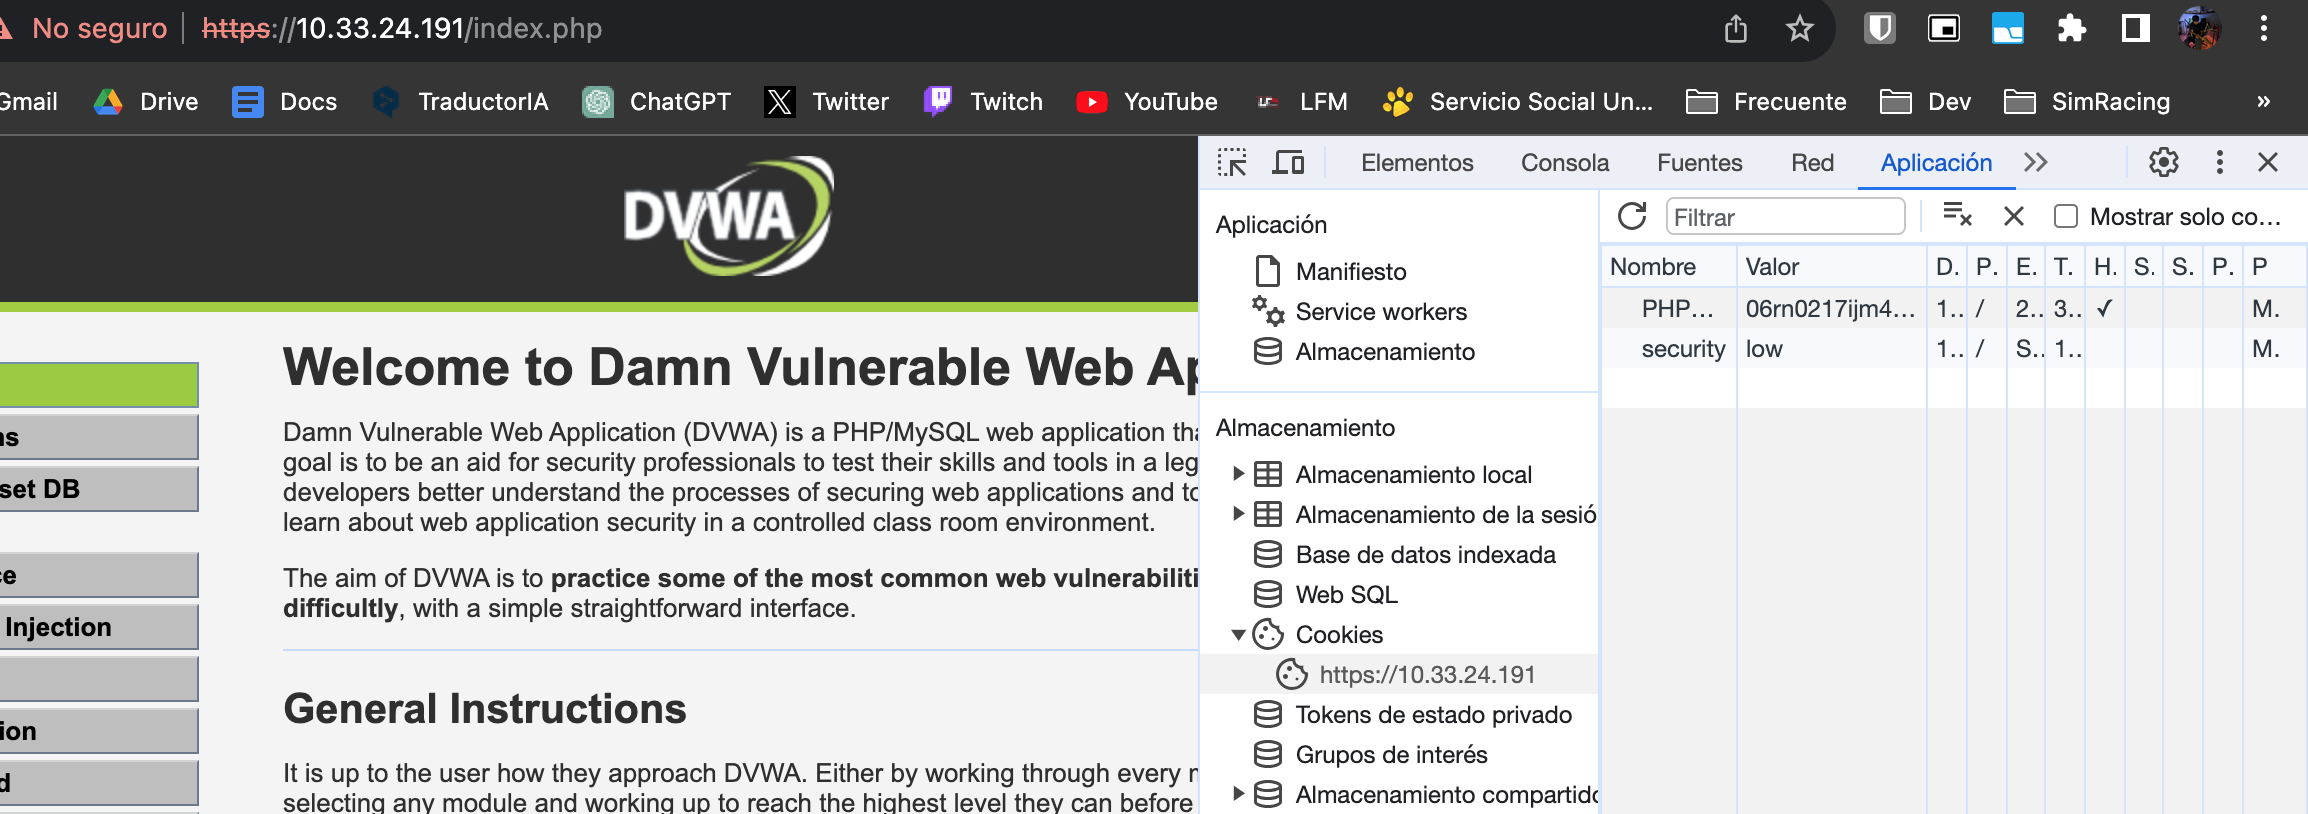 No seguro https://10.33.24.191/index.php
Gmail Drive Docs TraductorIA ChatGPT Twitter Twitch YouTube LFM Servicio Social Un... Frecuente Dev SimRacing »
DVWA
ns
set DB
ce
Injection
ion
d
Welcome to Damn Vulnerable Web Ap
Damn Vulnerable Web Application (DVWA) is a PHP/MySQL web application tha
goal is to be an aid for security professionals to test their skills and tools in a leg
developers better understand the processes of securing web applications and to
learn about web application security in a controlled class room environment.
The aim of DVWA is to practice some of the most common web vulnerabiliti
difficultly, with a simple straightforward interface.
General Instructions
It is up to the user how they approach DVWA. Either by working through every m
selecting any module and working up to reach the highest level they can before
Elementos Consola Fuentes Red Aplicación
Aplicación
Manifiesto
Service workers
Almacenamiento
Almacenamiento
Almacenamiento local
Almacenamiento de la sesió
Base de datos indexada
Web SQL
Cookies
https://10.33.24.191
Tokens de estado privado
Grupos de interés
Almacenamiento compartido
Filtrar Mostrar solo co...
Nombre Valor D. P. E. T. H. S. S. P. P
PHP... 06rn0217ijm4... 1.. / 2.. 3.. ✓ M.
security low 1.. / S.. 1.. M.